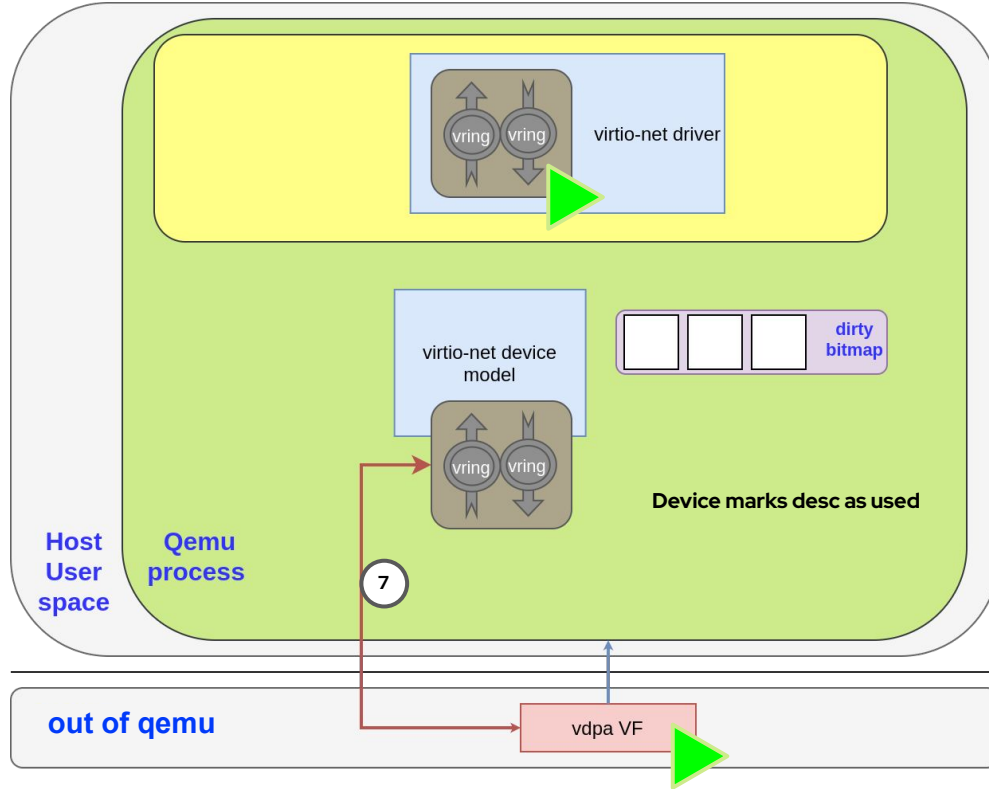 vring
vring
virtio-net driver
virtio-net device
model
dirty
bitmap
vring
vring
Device marks desc as used
Host
User
space
Qemu
process
7
out of qemu
vdpa VF